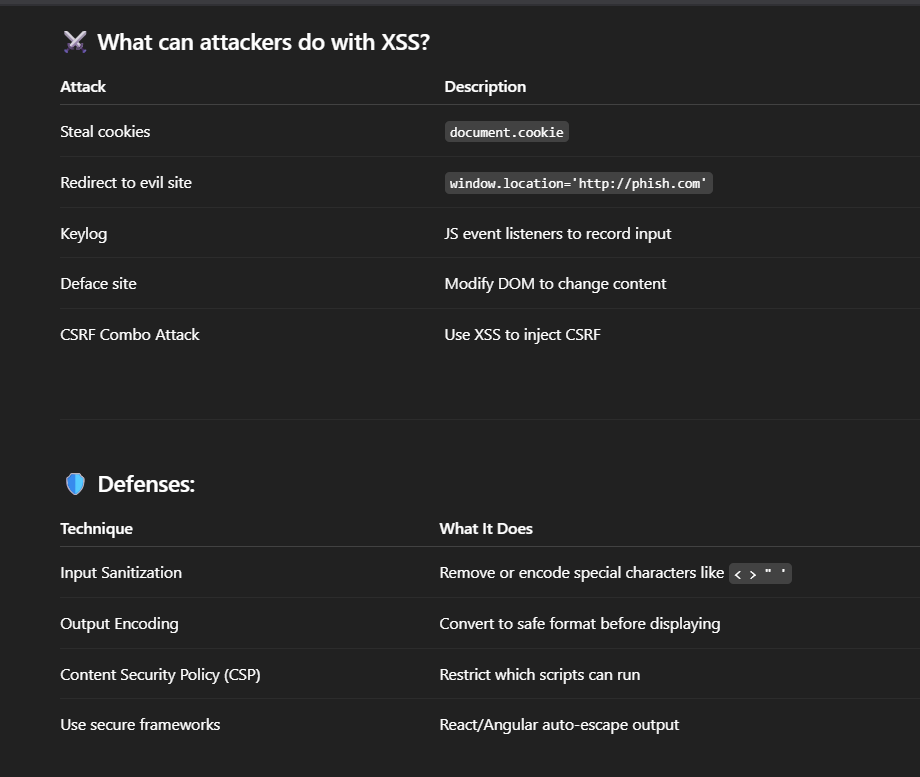 ⚔️ What can attackers do with XSS?
Attack Description
Steal cookies document.cookie
Redirect to evil site window.location='http://phish.com'
Keylog JS event listeners to record input
Deface site Modify DOM to change content
CSRF Combo Attack Use XSS to inject CSRF
🛡️ Defenses:
Technique What It Does
Input Sanitization Remove or encode special characters like < > " '
Output Encoding Convert to safe format before displaying
Content Security Policy (CSP) Restrict which scripts can run
Use secure frameworks React/Angular auto-escape output